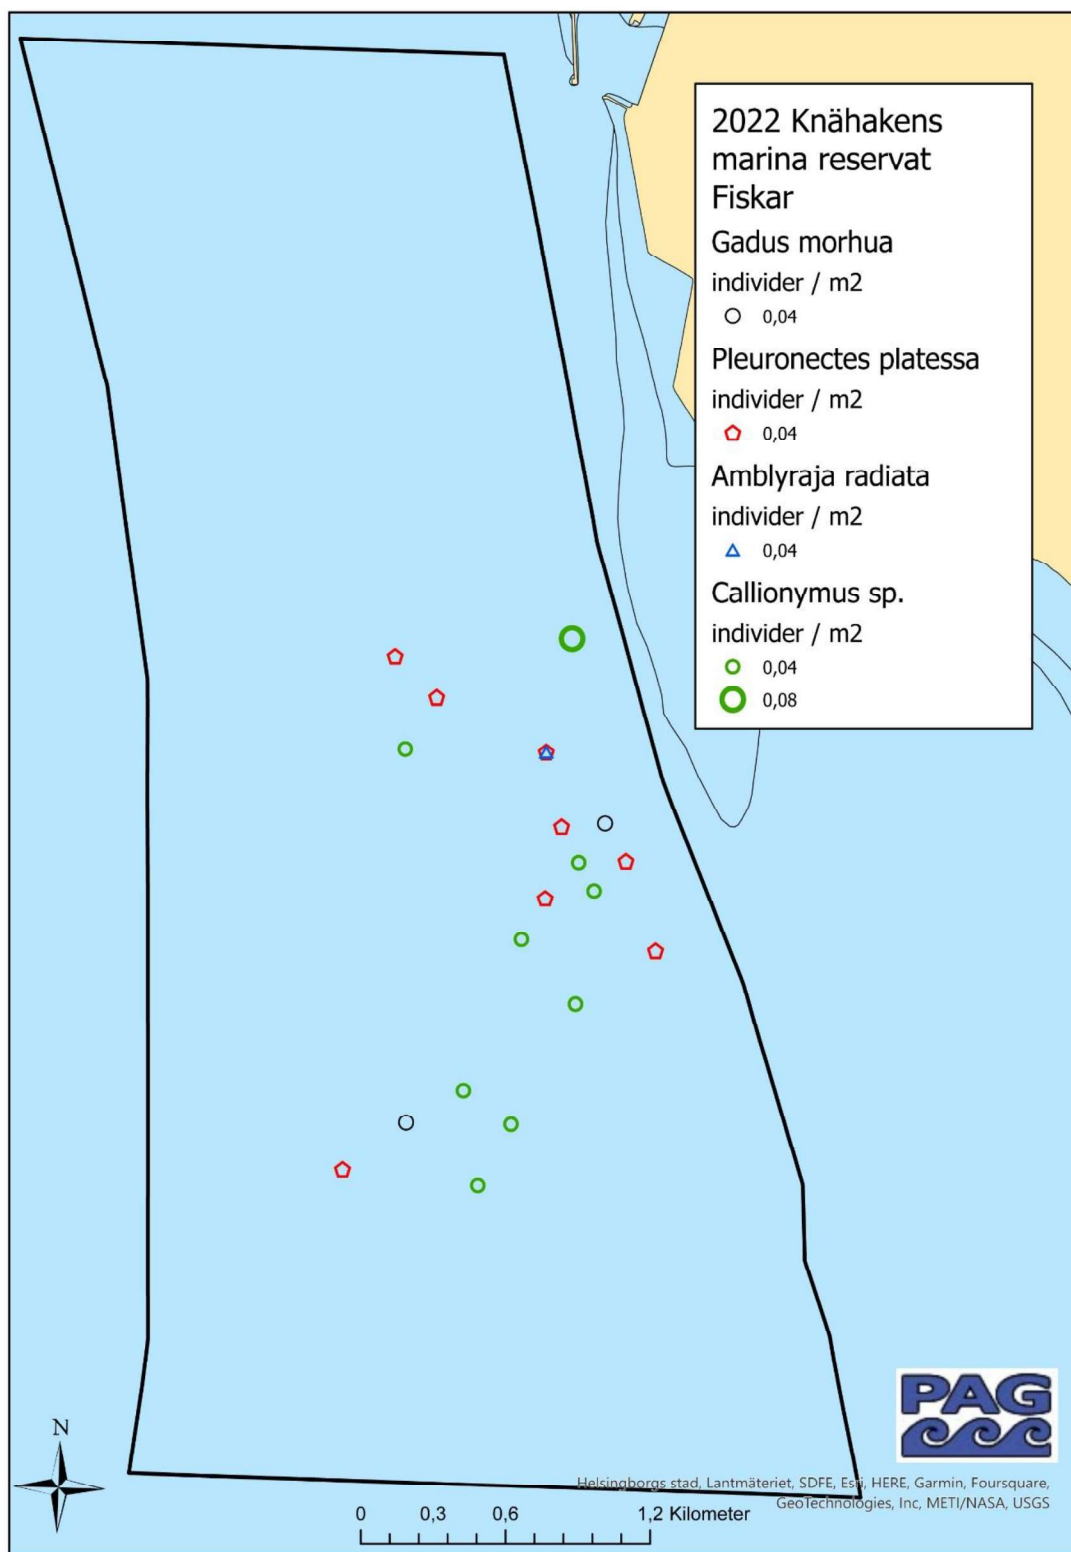 2022 Knähakens
marina reservat
Fiskar
Gadus morhua
individer / m2
0,04
Pleuronectes platessa
individer / m2
0,04
Amblyraja radiata
individer / m2
0,04
Callionymus sp.
individer / m2
0,04
0,08
PAG
N
Helsingborgs stad, Lantmäteriet, SDFE, Esri, HERE, Garmin, Foursquare,
GeoTechnologies, Inc, METI/NASA, USGS
0 0,3 0,6 1,2 Kilometer